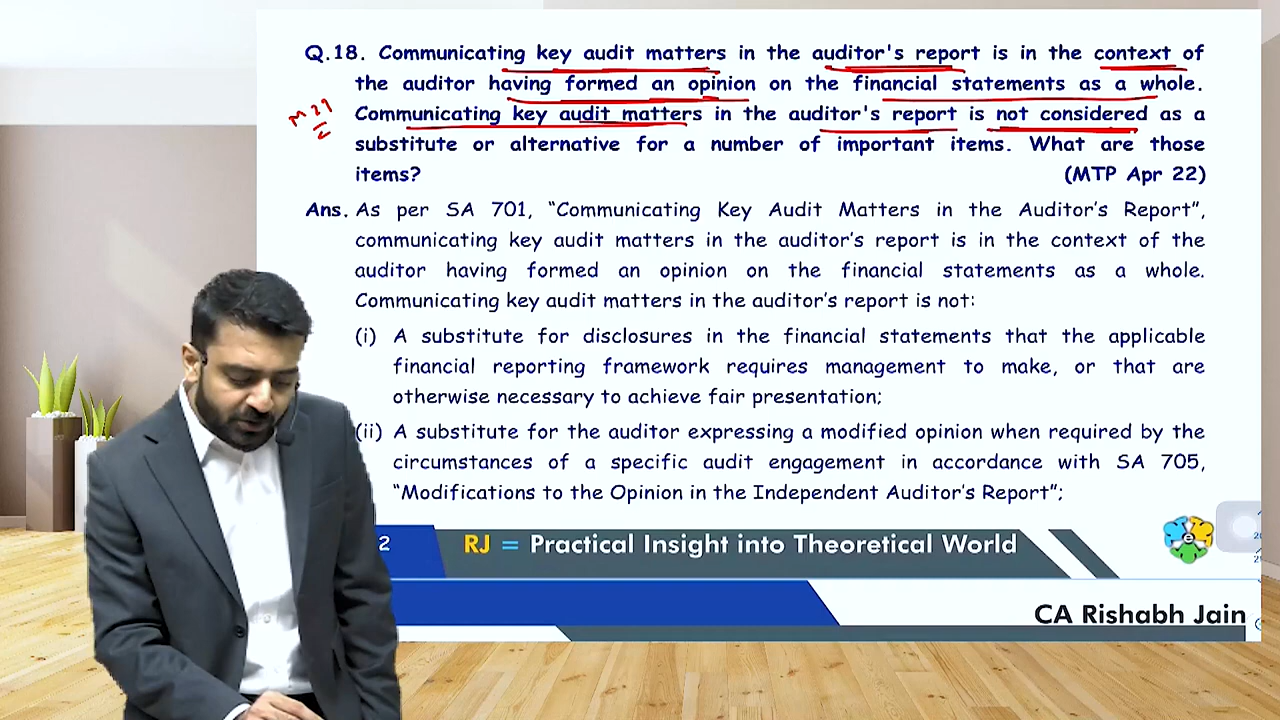 Q.18. Communicating key audit matters in the auditor's report is in the context of
the auditor having formed an opinion on the financial statements as a whole.
Communicating key audit matters in the auditor's report is not considered as a
substitute or alternative for a number of important items. What are those
items? (MTP Apr 22)
Ans. As per SA 701, “Communicating Key Audit Matters in the Auditor’s Report”,
communicating key audit matters in the auditor’s report is in the context of the
auditor having formed an opinion on the financial statements as a whole.
Communicating key audit matters in the auditor’s report is not:
(i) A substitute for disclosures in the financial statements that the applicable
financial reporting framework requires management to make, or that are
otherwise necessary to achieve fair presentation;
(ii) A substitute for the auditor expressing a modified opinion when required by the
circumstances of a specific audit engagement in accordance with SA 705,
“Modifications to the Opinion in the Independent Auditor’s Report”;
2 RJ = Practical Insight into Theoretical World
CA Rishabh Jain